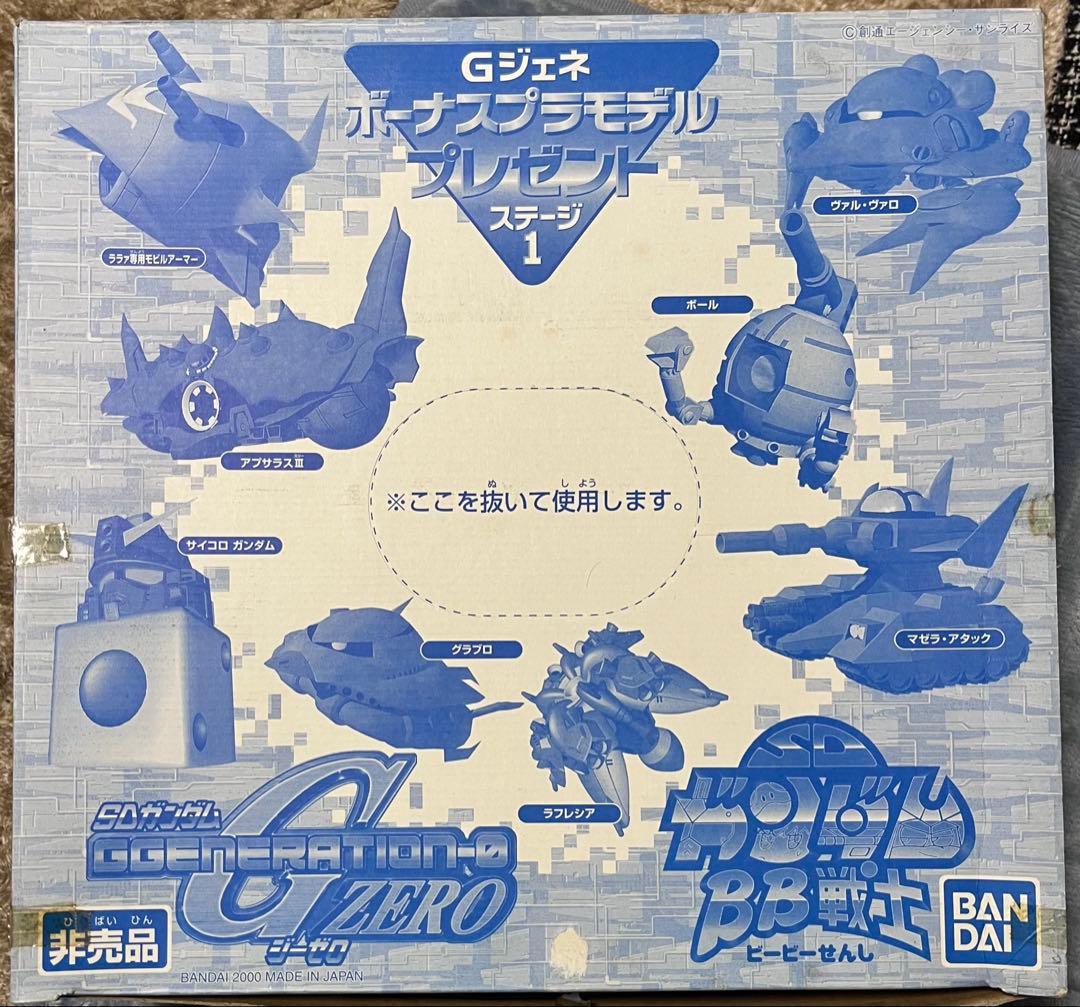 ©創通エージェンシー・サンライズ
Gジェネ
ボーナスプラモデル
プレゼント
ステージ
1
ララァ専用モビルアーマー
ヴァル・ヴァロ
ボール
アプサラスⅢ
※ここを抜いて使用します。
サイコロ ガンダム
グラブロ
マゼラ・アタック
ラフレシア
SDガンダム
GGENERATION-0
G ZERO
ジーゼロ
SD
ガンダム
BB戦士
ビービーせんし
BAN
DAI
ひ ばい ひん
非売品
BANDAI 2000 MADE IN JAPAN